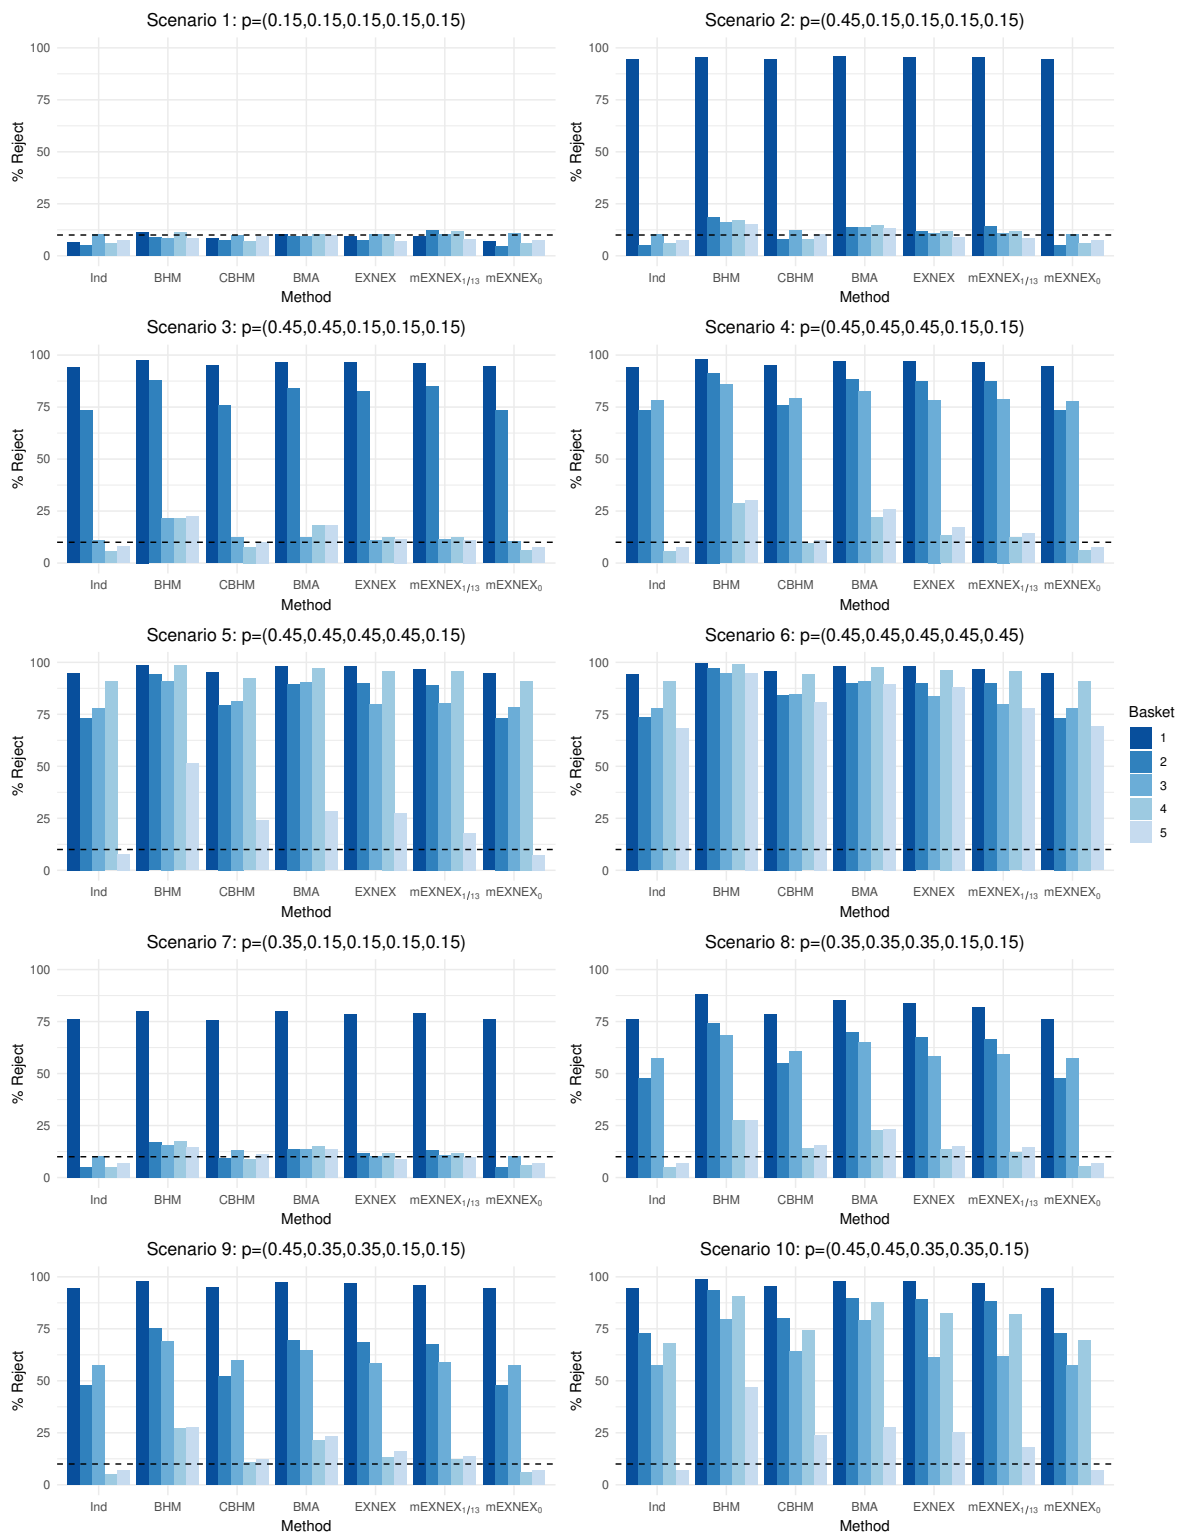 Scenario 1: p=(0.15,0.15,0.15,0.15,0.15)
% Reject
100
75
50
25
0
Ind BHM CBHM BMA EXNEX mEXNEX₁/₁₃ mEXNEX₀
Method
Scenario 2: p=(0.45,0.15,0.15,0.15,0.15)
% Reject
100
75
50
25
0
Ind BHM CBHM BMA EXNEX mEXNEX₁/₁₃ mEXNEX₀
Method
Scenario 3: p=(0.45,0.45,0.15,0.15,0.15)
% Reject
100
75
50
25
0
Ind BHM CBHM BMA EXNEX mEXNEX₁/₁₃ mEXNEX₀
Method
Scenario 4: p=(0.45,0.45,0.45,0.15,0.15)
% Reject
100
75
50
25
0
Ind BHM CBHM BMA EXNEX mEXNEX₁/₁₃ mEXNEX₀
Method
Scenario 5: p=(0.45,0.45,0.45,0.45,0.15)
% Reject
100
75
50
25
0
Ind BHM CBHM BMA EXNEX mEXNEX₁/₁₃ mEXNEX₀
Method
Scenario 6: p=(0.45,0.45,0.45,0.45,0.45)
% Reject
100
75
50
25
0
Ind BHM CBHM BMA EXNEX mEXNEX₁/₁₃ mEXNEX₀
Method
Basket
1
2
3
4
5
Scenario 7: p=(0.35,0.15,0.15,0.15,0.15)
% Reject
100
75
50
25
0
Ind BHM CBHM BMA EXNEX mEXNEX₁/₁₃ mEXNEX₀
Method
Scenario 8: p=(0.35,0.35,0.35,0.15,0.15)
% Reject
100
75
50
25
0
Ind BHM CBHM BMA EXNEX mEXNEX₁/₁₃ mEXNEX₀
Method
Scenario 9: p=(0.45,0.35,0.35,0.15,0.15)
% Reject
100
75
50
25
0
Ind BHM CBHM BMA EXNEX mEXNEX₁/₁₃ mEXNEX₀
Method
Scenario 10: p=(0.45,0.45,0.35,0.35,0.15)
% Reject
100
75
50
25
0
Ind BHM CBHM BMA EXNEX mEXNEX₁/₁₃ mEXNEX₀
Method